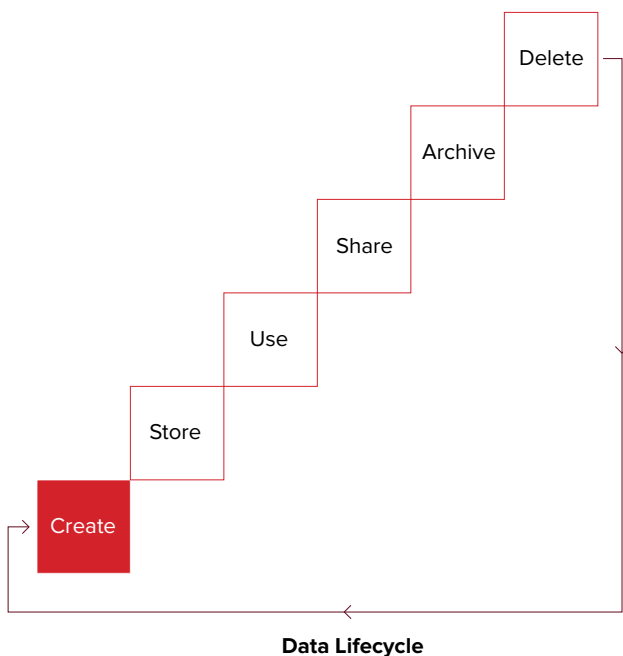 Delete
Archive
Share
Use
Store
Create
Data Lifecycle